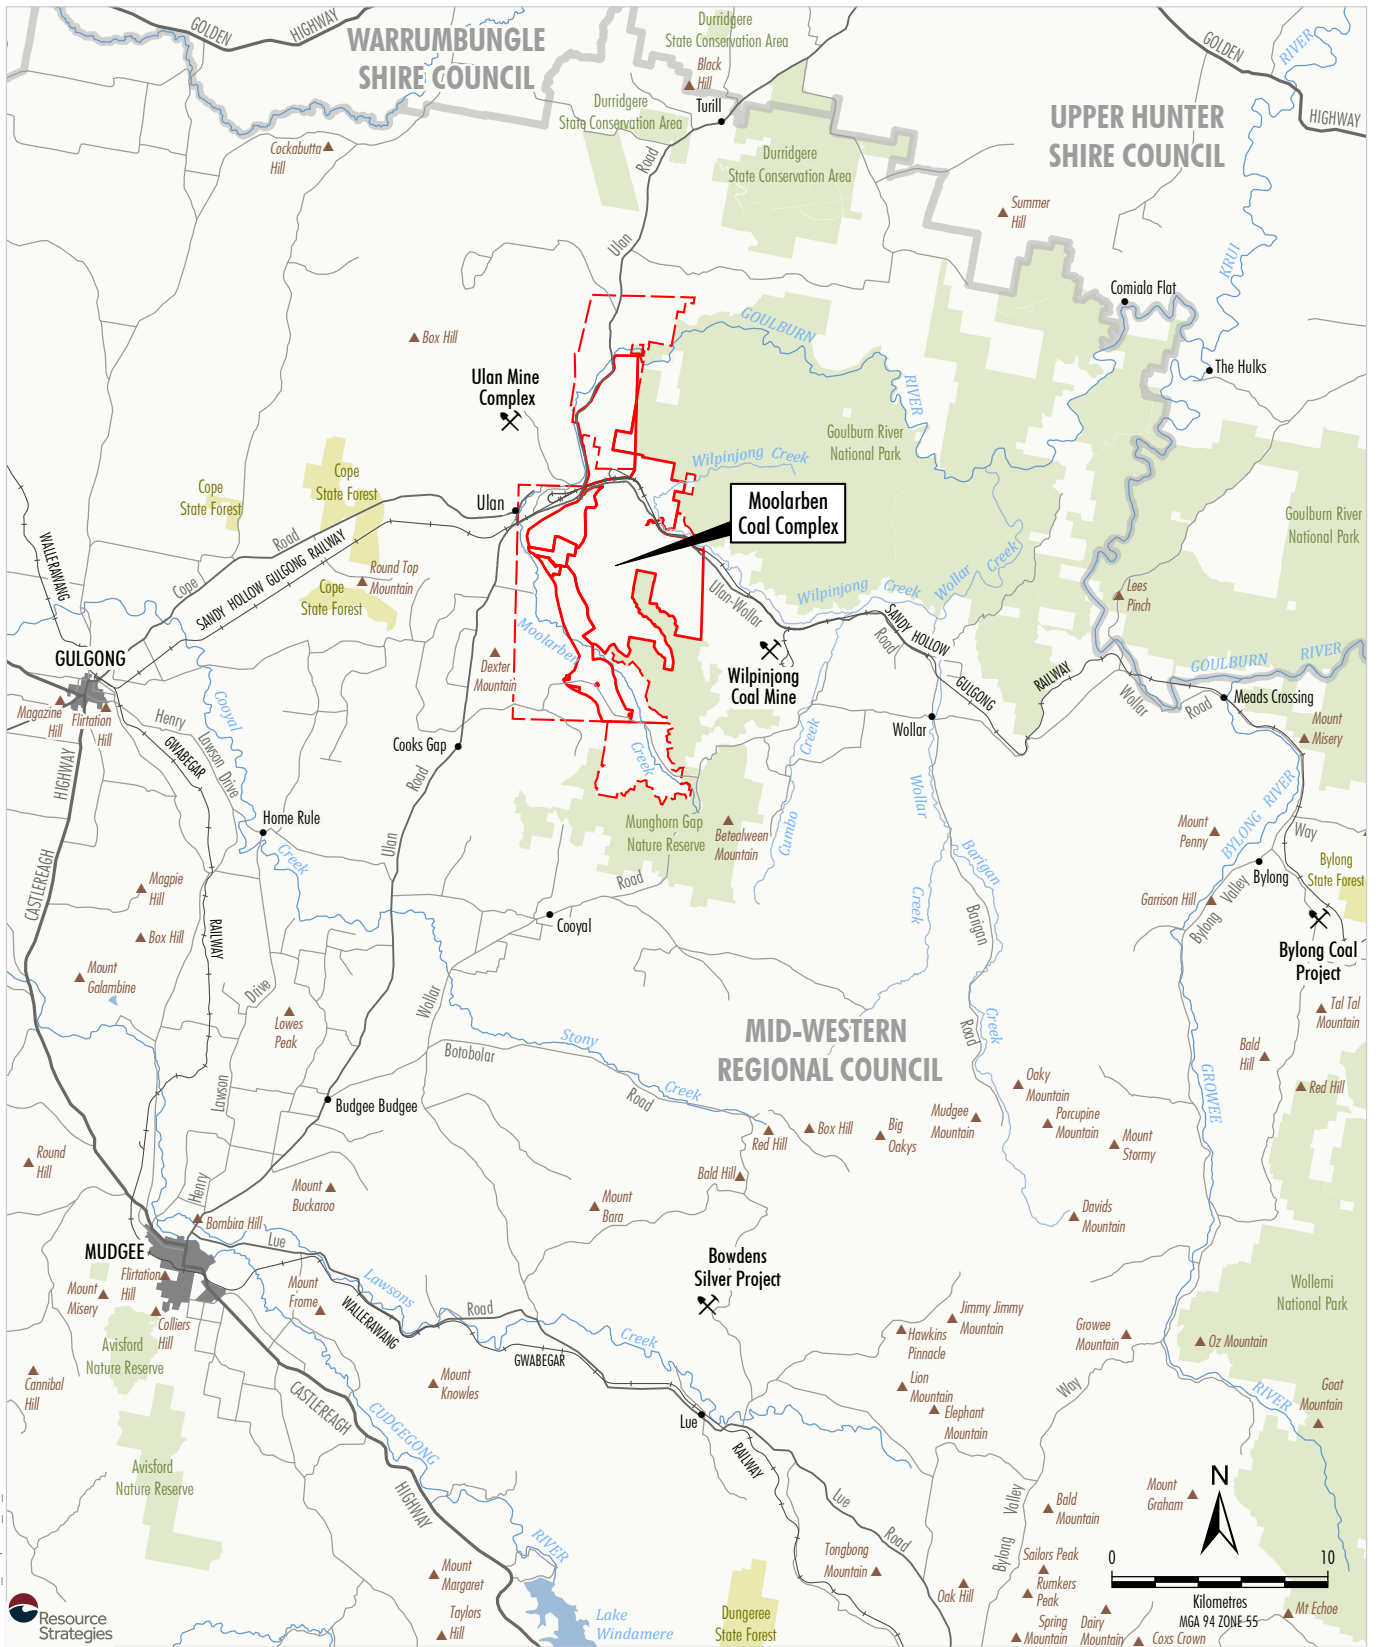 GOLDEN
HIGHWAY
WARRUMBUNGLE
SHIRE COUNCIL
Durridgere
State Conservation Area
Black
Hill
Turill
Durridgere
State Conservation Area
Durridgere
State Conservation Area
GOLDEN
HIGHWAY
RIVER
UPPER HUNTER
SHIRE COUNCIL
Cockabutta
Hill
Road
Ulan
Summer
Hill
KRUI
Comiala Flat
The Hulks
Box Hill
GOULBURN
RIVER
Ulan Mine
Complex
Goulburn River
National Park
Wilpinjong Creek
Cope
State Forest
Cope
State Forest
Ulan
Moolarben
Coal Complex
Goulburn River
National Park
WALLERAWANG
Road
Cope
SANDY HOLLOW GULGONG RAILWAY
Round Top
Mountain
Cope
State Forest
Ulan-Wollar
Wilpinjong
Creek
Wollar
Creek
Lees
Pinch
SANDY HOLLOW
Road
GULGONG
RAILWAY
GULGONG
Moolarben
Dexter
Mountain
Wilpinjong
Coal Mine
GOULBURN
RIVER
Wollar
Road
Meads Crossing
Magazine
Hill
Flirtation
Hill
Henry
Lawson Drive
Cooyal
GWABEGAR
HIGHWAY
Cooks Gap
Road
Creek
Creek
Wollar
Mount
Misery
Home Rule
Creek
Ulan
Munghorn Gap
Nature Reserve
Betealween
Mountain
Cumbo
Wollar
Barigan
Creek
Mount
Penny
BYLONG RIVER
Way
Bylong
Bylong
State Forest
CASTLEREAGH
Magpie
Hill
Box Hill
RAILWAY
Road
Cooyal
Creek
Barigan
Garrison Hill
Bylong Valley
Bylong Coal
Project
Mount
Galambine
Drive
Wollar
Lowes
Peak
Tal Tal
Mountain
Stony
Creek
MID-WESTERN
REGIONAL COUNCIL
Road
Creek
Botobolar
Road
Bald
Hill
Red Hill
GROWEE
Lawson
Budgee Budgee
Oaky
Mountain
Red Hill
Box Hill
Big
Oakys
Mudgee
Mountain
Porcupine
Mountain
Mount
Stormy
Round
Hill
Henry
Mount
Buckaroo
Bald Hill
Mount
Bara
Davids
Mountain
Bombira Hill
MUDGEE
Lue
Bowdens
Silver Project
Flirtation
Hill
Mount
Misery
Mount
Frome
Lawsons
Road
WALLERAWANG
Wollemi
National Park
Colliers
Hill
Creek
GWABEGAR
Jimmy Jimmy
Mountain
Hawkins
Pinnacle
Growee
Mountain
Oz Mountain
Avisford
Nature Reserve
Cannibal
Hill
Mount
Knowles
Lion
Mountain
Way
RIVER
Goat
Mountain
CASTLEREAGH
CUDGEGONG
Lue
Elephant
Mountain
RAILWAY
Avisford
Nature Reserve
HIGHWAY
Lue
Road
Valley
Bylong
Bald
Mountain
Mount
Graham
N
RIVER
Tongbong
Mountain
Sailors Peak
0
10
Kilometres
MGA 94 ZONE 55
Mount
Margaret
Oak Hill
Rumkers
Peak
Resource
Strategies
Taylors
Hill
Lake
Windamere
Dungeree
State Forest
Spring
Mountain
Dairy
Mountain
Coxs Crown
Mt Echoe